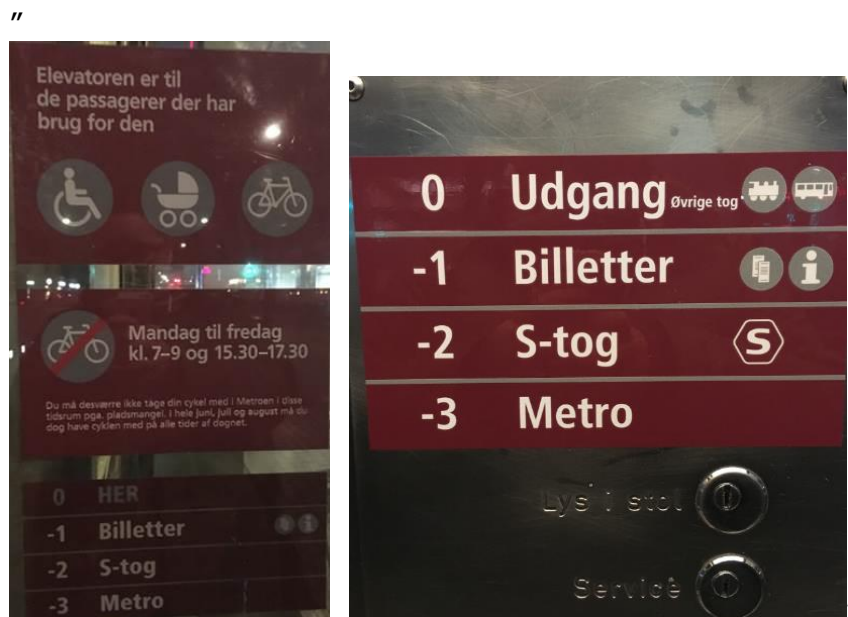 ”
Elevatoren er til
de passagerer der har
brug for den
Mandag til fredag
kl. 7–9 og 15.30–17.30
Du må desværre ikke tage din cykel med i Metroen i disse
tidsrum pga. pladsmangel. I hele juni, juli og august må du
dog have cyklen med på alle tider af døgnet.
0 HER
-1 Billetter i
-2 S-tog
-3 Metro
0 Udgang Øvrige tog
-1 Billetter i
-2 S-tog S
-3 Metro
Lys i stol
Service